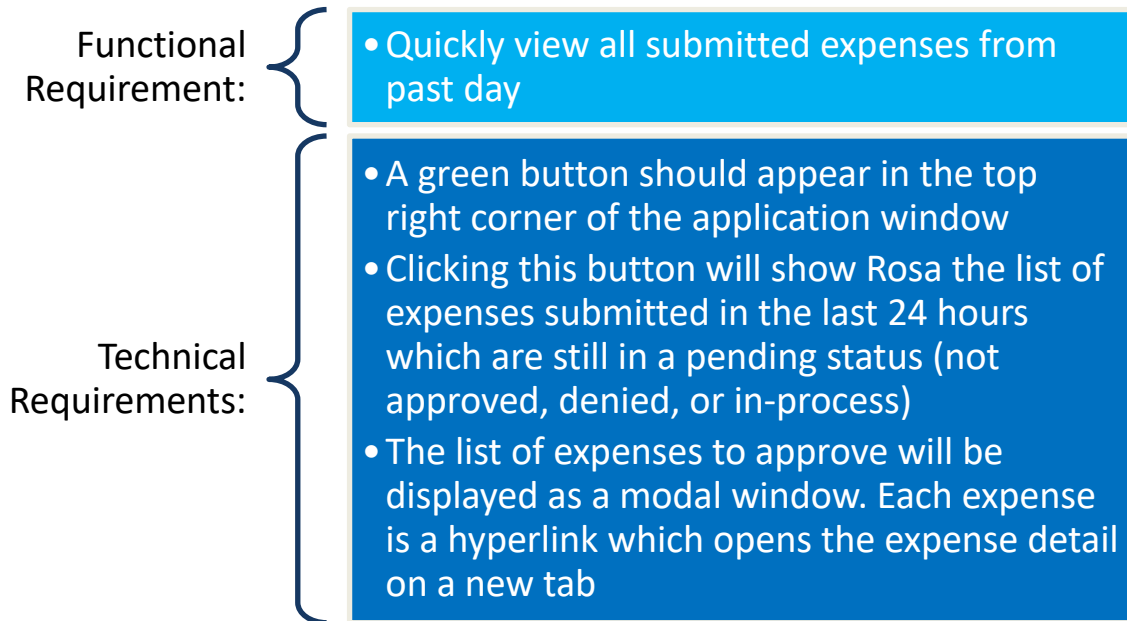 Functional
Requirement:
• Quickly view all submitted expenses from
past day
Technical
Requirements:
• A green button should appear in the top
right corner of the application window
• Clicking this button will show Rosa the list of
expenses submitted in the last 24 hours
which are still in a pending status (not
approved, denied, or in-process)
• The list of expenses to approve will be
displayed as a modal window. Each expense
is a hyperlink which opens the expense detail
on a new tab